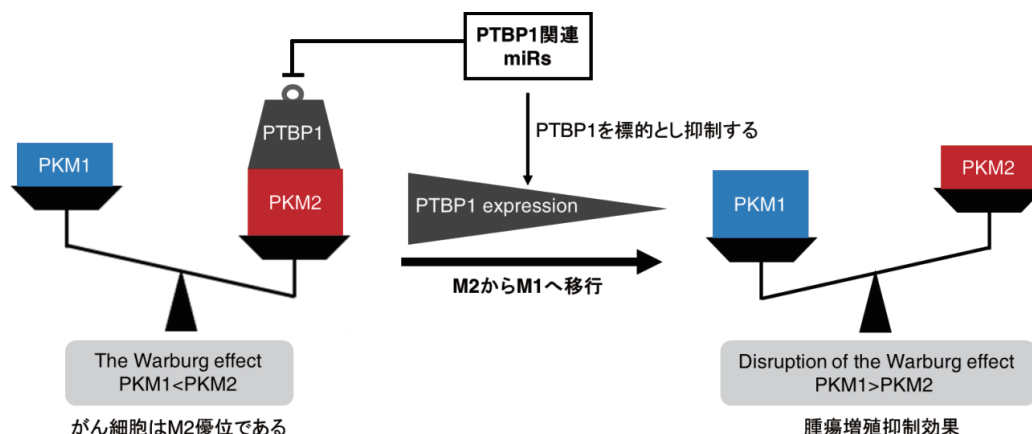 PTBP1関連
miRs
PTBP1を標的とし抑制する
PKM1
PTBP1
PKM2
PTBP1 expression
M2からM1へ移行
PKM1
PKM2
The Warburg effect
PKM1<PKM2
がん細胞はM2優位である
Disruption of the Warburg effect
PKM1>PKM2
腫瘍増殖抑制効果